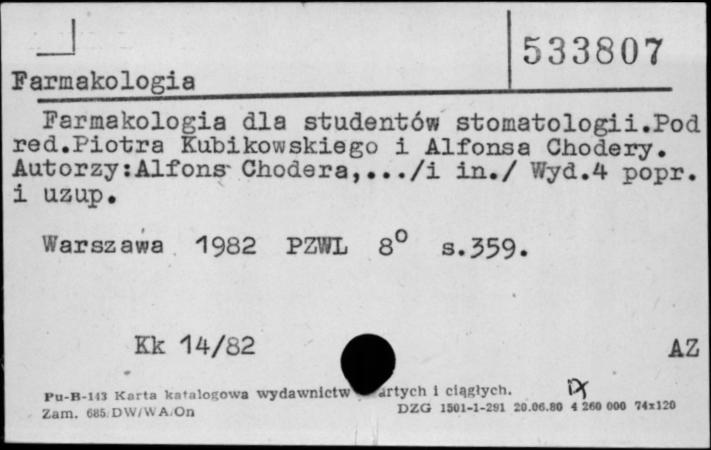 533807
Farmakologia
Farmakologia dla studentów stomatologii.Pod
red.Piotra Kubikowskiego i Alfonsa Chodery.
Autorzy:Alfons Chodera,.../i in./ Wyd.4 popr.
i uzup.
Warszawa 1982 PZWL 8° s.359.
Kk 14/82 AZ
Pu-B-143 Karta katalogowa wydawnictw artych i ciągłych.
Zam. 685/DW/WA/On DZG 1501-1-291 20.06.80 4 260 000 74x120